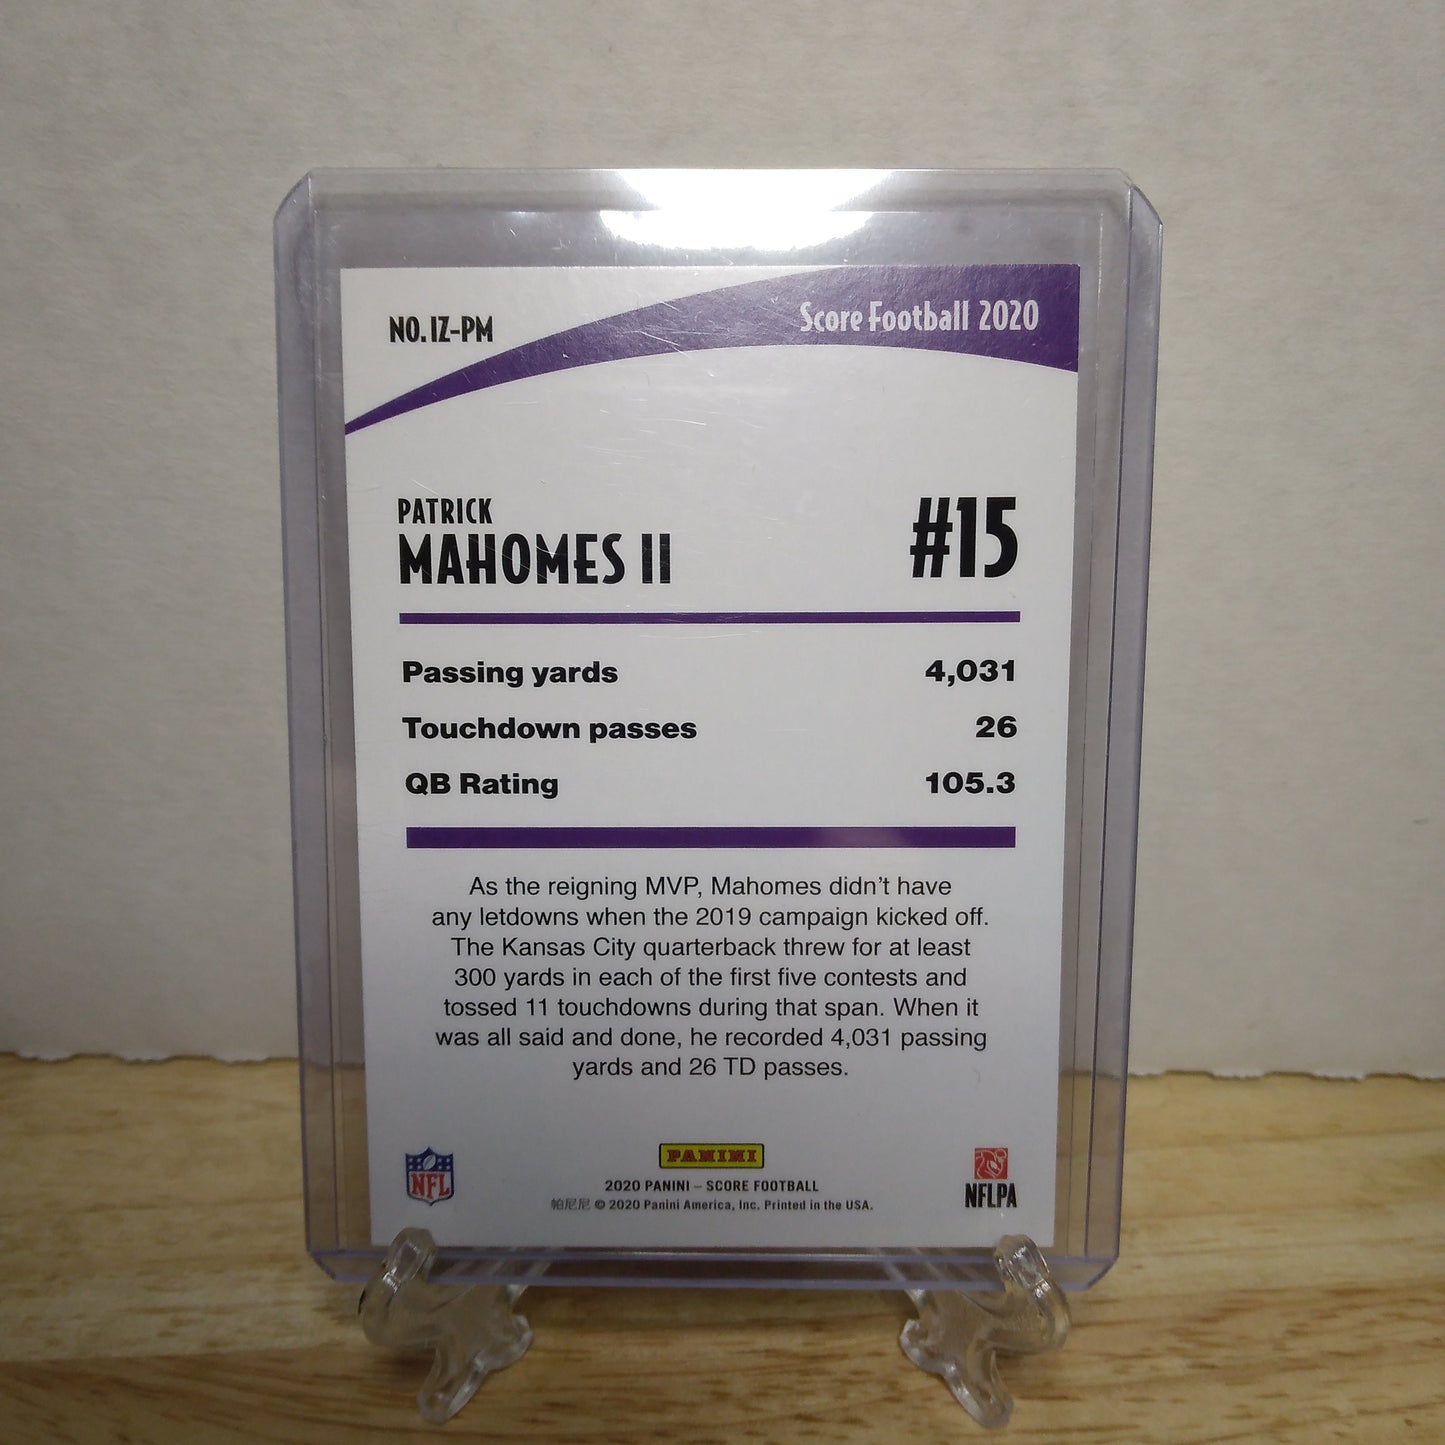 NO. IZ-PM
Score Football 2020
PATRICK
MAHOMES II
#15
Passing yards 4,031
Touchdown passes 26
QB Rating 105.3
As the reigning MVP, Mahomes didn't have
any letdowns when the 2019 campaign kicked off.
The Kansas City quarterback threw for at least
300 yards in each of the first five contests and
tossed 11 touchdowns during that span. When it
was all said and done, he recorded 4,031 passing
yards and 26 TD passes.
NFL
PANINI
2020 PANINI – SCORE FOOTBALL
帕尼尼 © 2020 Panini America, Inc. Printed in the USA.
NFLPA